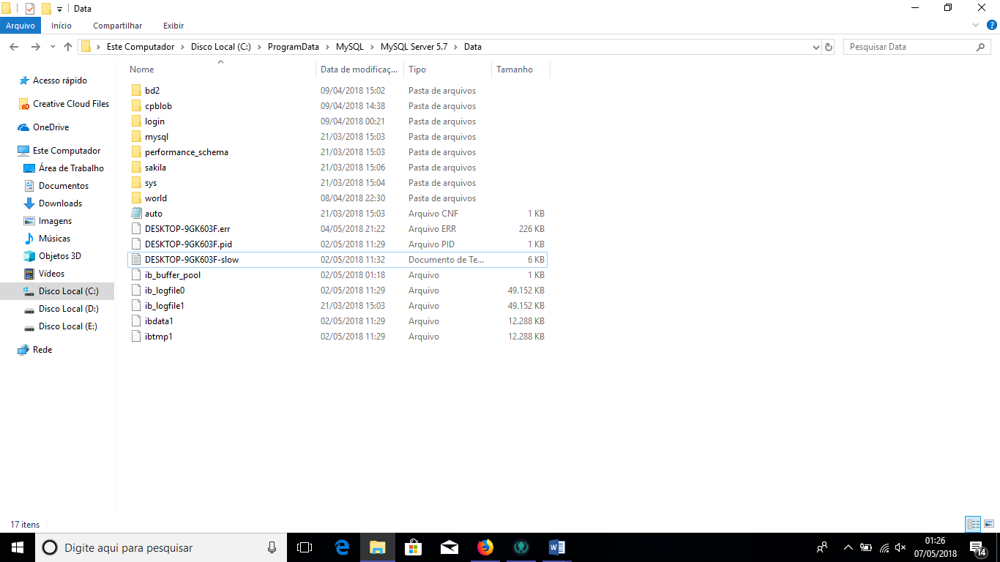 Data
Arquivo Início Compartilhar Exibir
Este Computador Disco Local (C:) ProgramData MySQL MySQL Server 5.7 Data Pesquisar Data
Nome Data de modificaç... Tipo Tamanho
Acesso rápido
Creative Cloud Files
OneDrive
Este Computador
Área de Trabalho
Documentos
Downloads
Imagens
Músicas
Objetos 3D
Vídeos
Disco Local (C:)
Disco Local (D:)
Disco Local (E:)
Rede
bd2 09/04/2018 15:02 Pasta de arquivos
cpblob 09/04/2018 14:38 Pasta de arquivos
login 09/04/2018 00:21 Pasta de arquivos
mysql 21/03/2018 15:03 Pasta de arquivos
performance_schema 21/03/2018 15:03 Pasta de arquivos
sakila 21/03/2018 15:06 Pasta de arquivos
sys 21/03/2018 15:04 Pasta de arquivos
world 08/04/2018 22:30 Pasta de arquivos
auto 21/03/2018 15:03 Arquivo CNF 1 KB
DESKTOP-9GK603F.err 04/05/2018 21:22 Arquivo ERR 226 KB
DESKTOP-9GK603F.pid 02/05/2018 11:29 Arquivo PID 1 KB
DESKTOP-9GK603F-slow 02/05/2018 11:32 Documento de Te... 6 KB
ib_buffer_pool 02/05/2018 01:18 Arquivo 1 KB
ib_logfile0 02/05/2018 11:29 Arquivo 49.152 KB
ib_logfile1 21/03/2018 15:03 Arquivo 49.152 KB
ibdata1 02/05/2018 11:29 Arquivo 12.288 KB
ibtmp1 02/05/2018 11:29 Arquivo 12.288 KB
17 itens
Digite aqui para pesquisar
01:26
07/05/2018
14